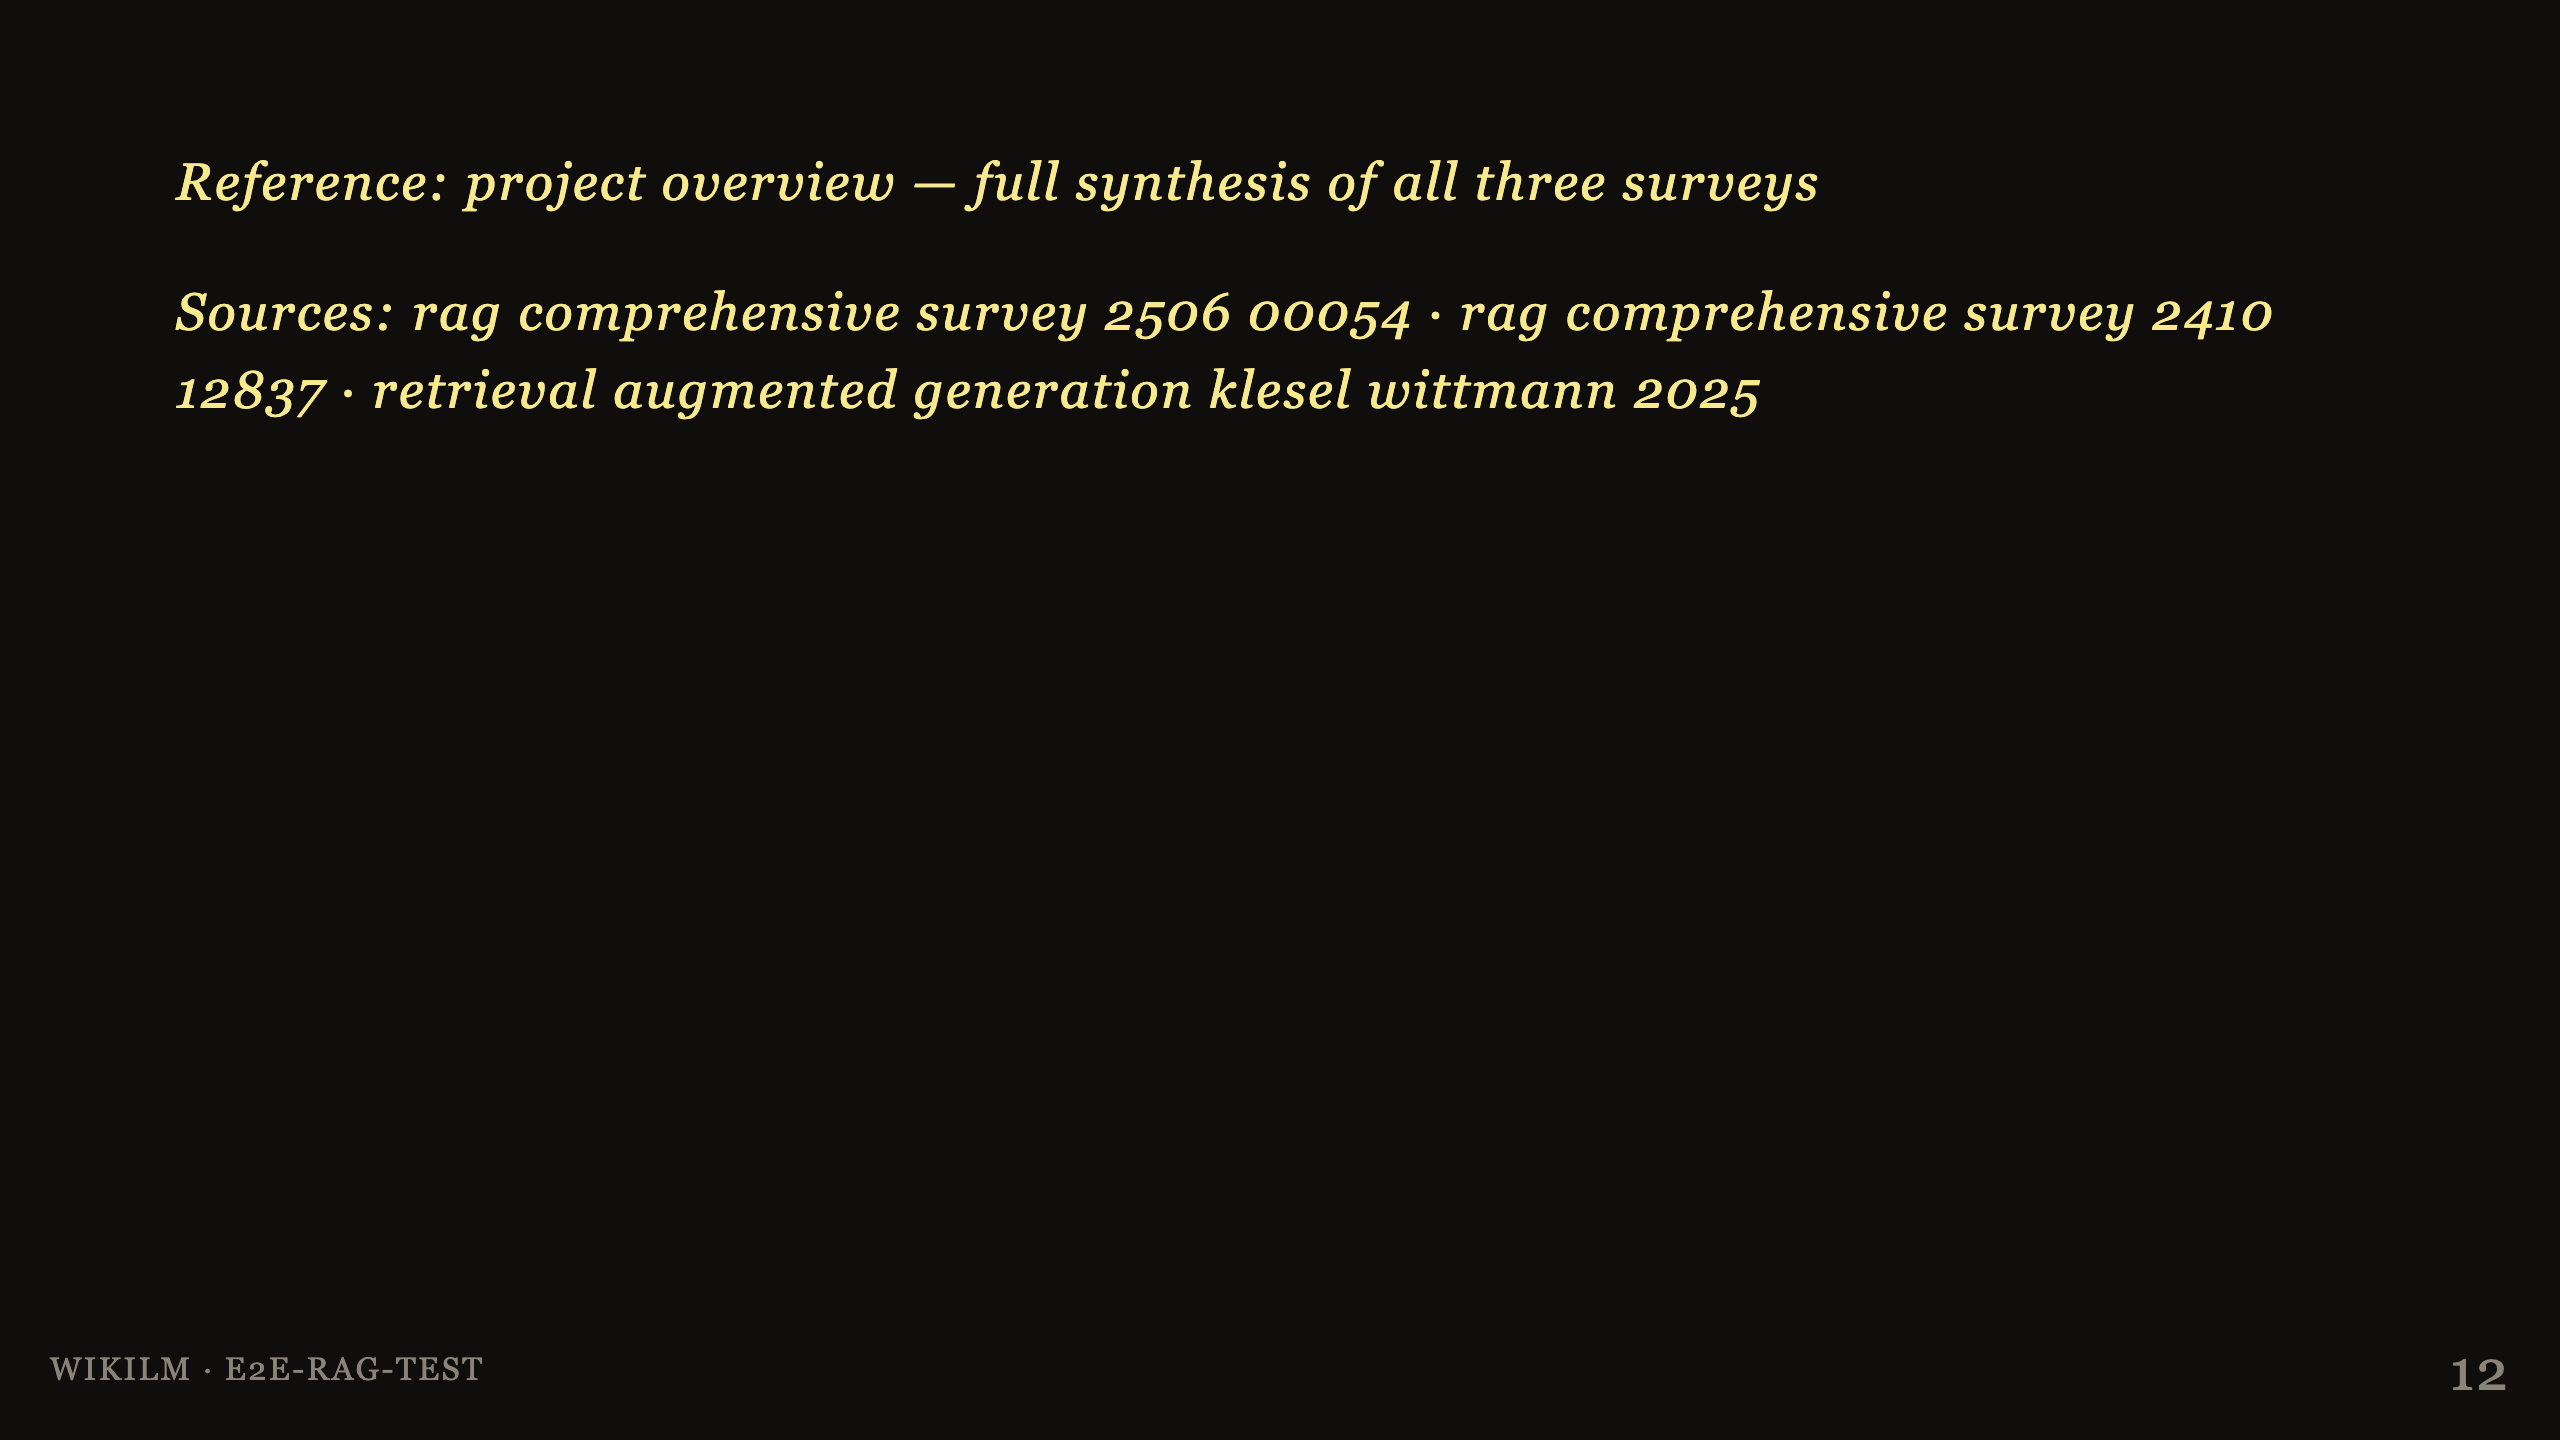 Reference: project overview — full synthesis of all three surveys
Sources: rag comprehensive survey 2506 00054 · rag comprehensive survey 2410
12837 · retrieval augmented generation klesel wittmann 2025
WIKILM · E2E-RAG-TEST
12